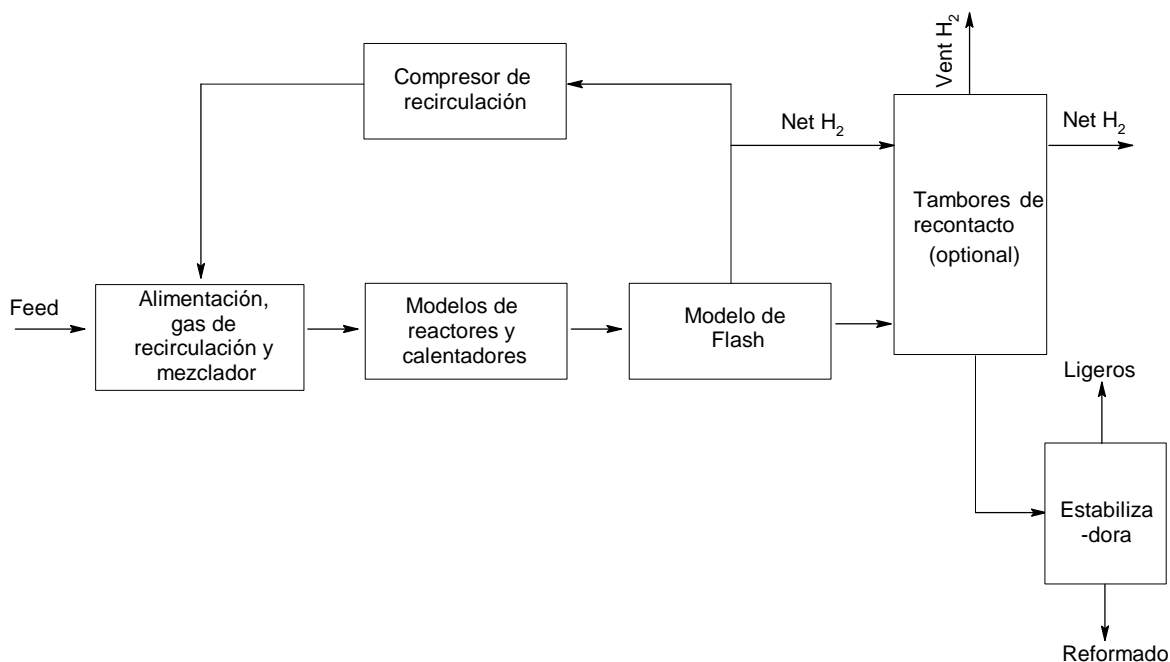 Vent H₂
Compresor de
recirculación
Net H₂
Net H₂
Tambores de
recontacto
(optional)
Feed
Alimentación,
gas de
recirculación y
mezclador
Modelos de
reactores y
calentadores
Modelo de
Flash
Ligeros
Estabiliza
-dora
Reformado